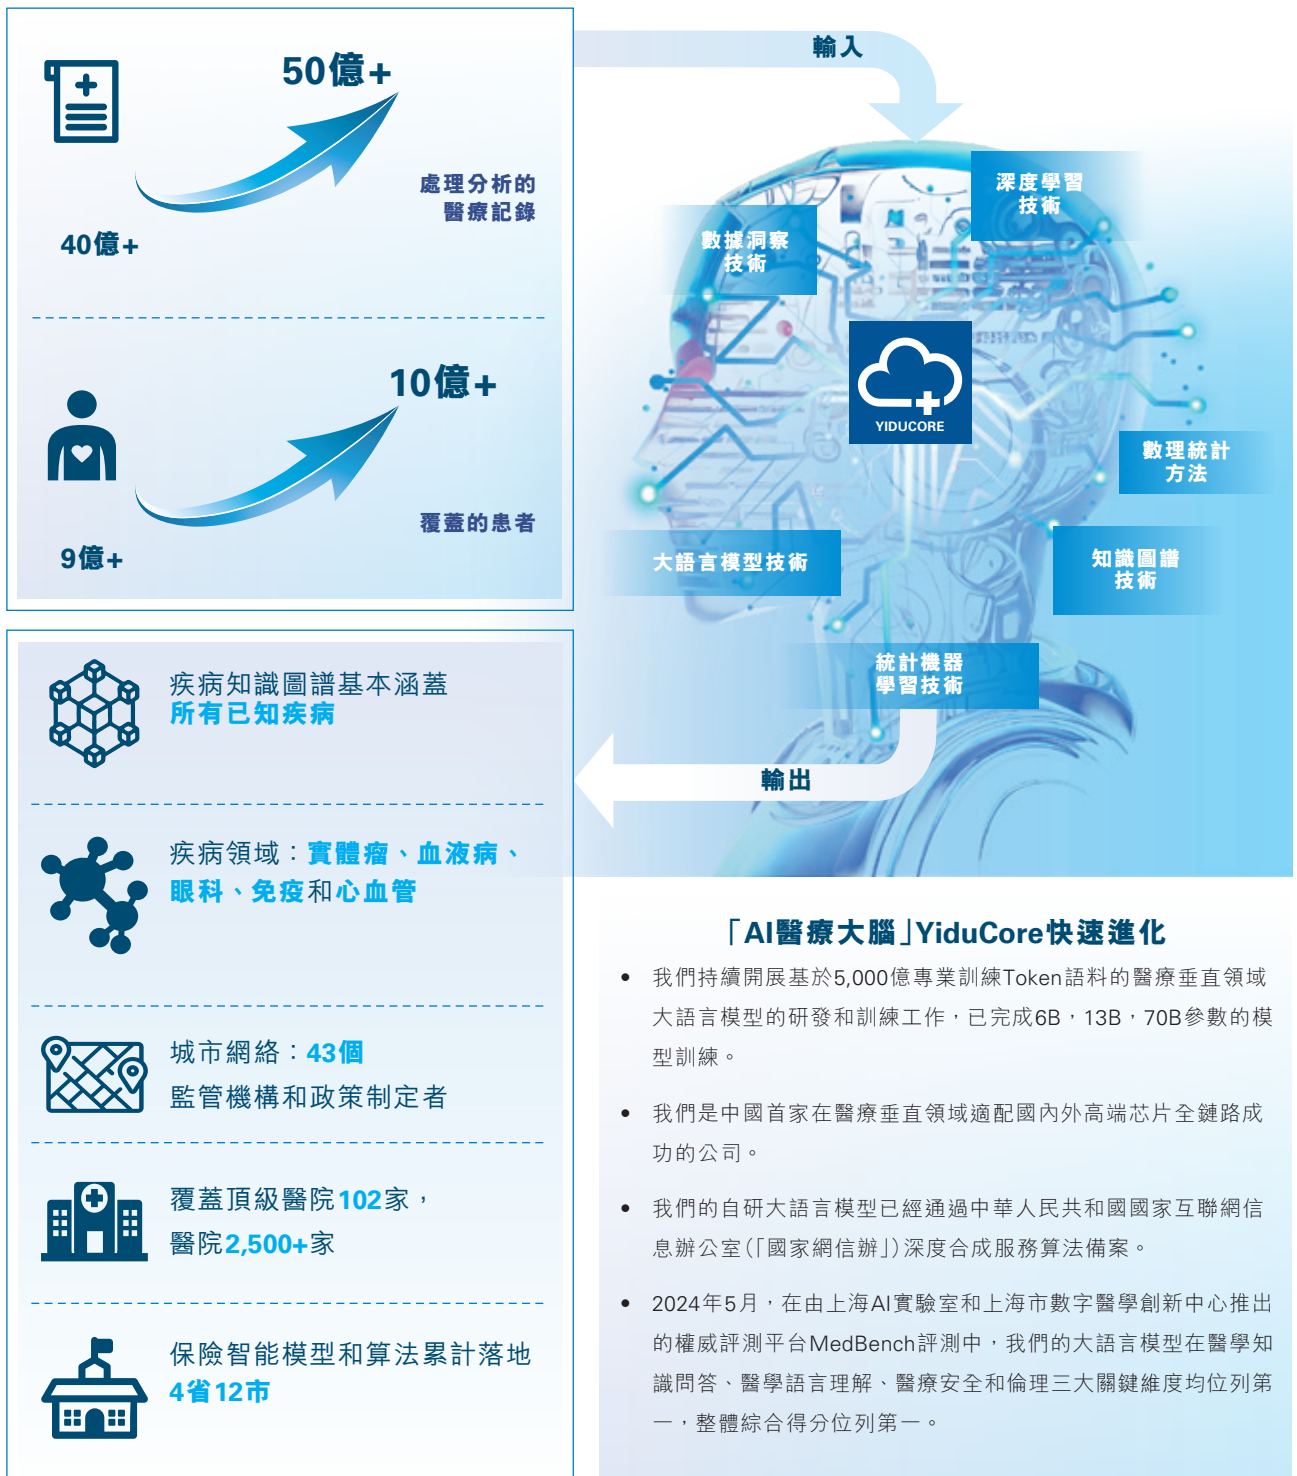 50億+
處理分析的
醫療記錄
40億+
10億+
覆蓋的患者
9億+
輸入
深度學習
技術
數據洞察
技術
YIDUCORE
數理統計
方法
大語言模型技術
知識圖譜
技術
統計機器
學習技術
輸出
疾病知識圖譜基本涵蓋
所有已知疾病
疾病領域：實體瘤、血液病、
眼科、免疫和心血管
城市網絡：43個
監管機構和政策制定者
覆蓋頂級醫院102家，
醫院2,500+家
保險智能模型和算法累計落地
4省12市
「AI醫療大腦」YiduCore快速進化
• 我們持續開展基於5,000億專業訓練Token語料的醫療垂直領域
大語言模型的研發和訓練工作，已完成6B，13B，70B參數的模
型訓練。
• 我們是中國首家在醫療垂直領域適配國內外高端芯片全鏈路成
功的公司。
• 我們的自研大語言模型已經通過中華人民共和國國家互聯網信
息辦公室(「國家網信辦」)深度合成服務算法備案。
• 2024年5月，在由上海AI實驗室和上海市數字醫學創新中心推出
的權威評測平台MedBench評測中，我們的大語言模型在醫學知
識問答、醫學語言理解、醫療安全和倫理三大關鍵維度均位列第
一，整體綜合得分位列第一。